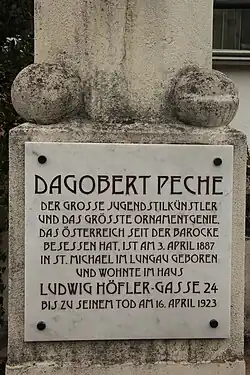 DAGOBERT PECHE
DER GROSSE JUGENDSTILKÜNSTLER
UND DAS GRÖSSTE ORNAMENTGENIE,
DAS ÖSTERREICH SEIT DER BAROCKE
BESESSEN HAT, IST AM 3. APRIL 1887
IN ST. MICHAEL IM LUNGAU GEBOREN
UND WOHNTE IM HAUS
LUDWIG HÖFLER-GASSE 24
BIS ZU SEINEM TOD AM 16. APRIL 1923